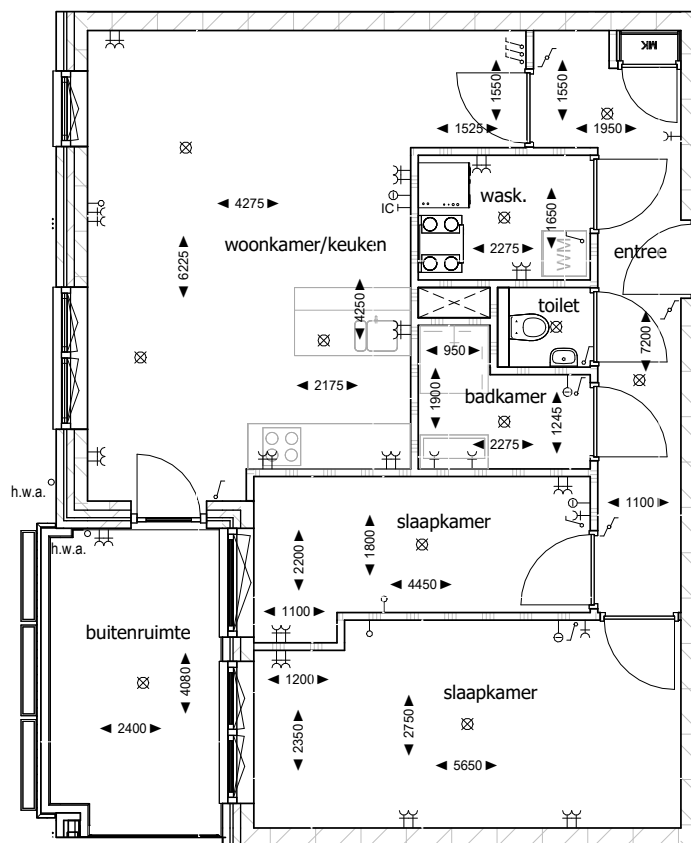 MK
1550
1550
1525
1950
wask.
IC
4275
1650
woonkamer/keuken
2275
entree
6225
4250
toilet
7200
950
2175
1900
badkamer
1245
2275
h.w.a.
1100
slaapkamer
1800
2200
h.w.a.
4450
1100
buitenruimte
4080
1200
slaapkamer
2750
2350
2400
5650